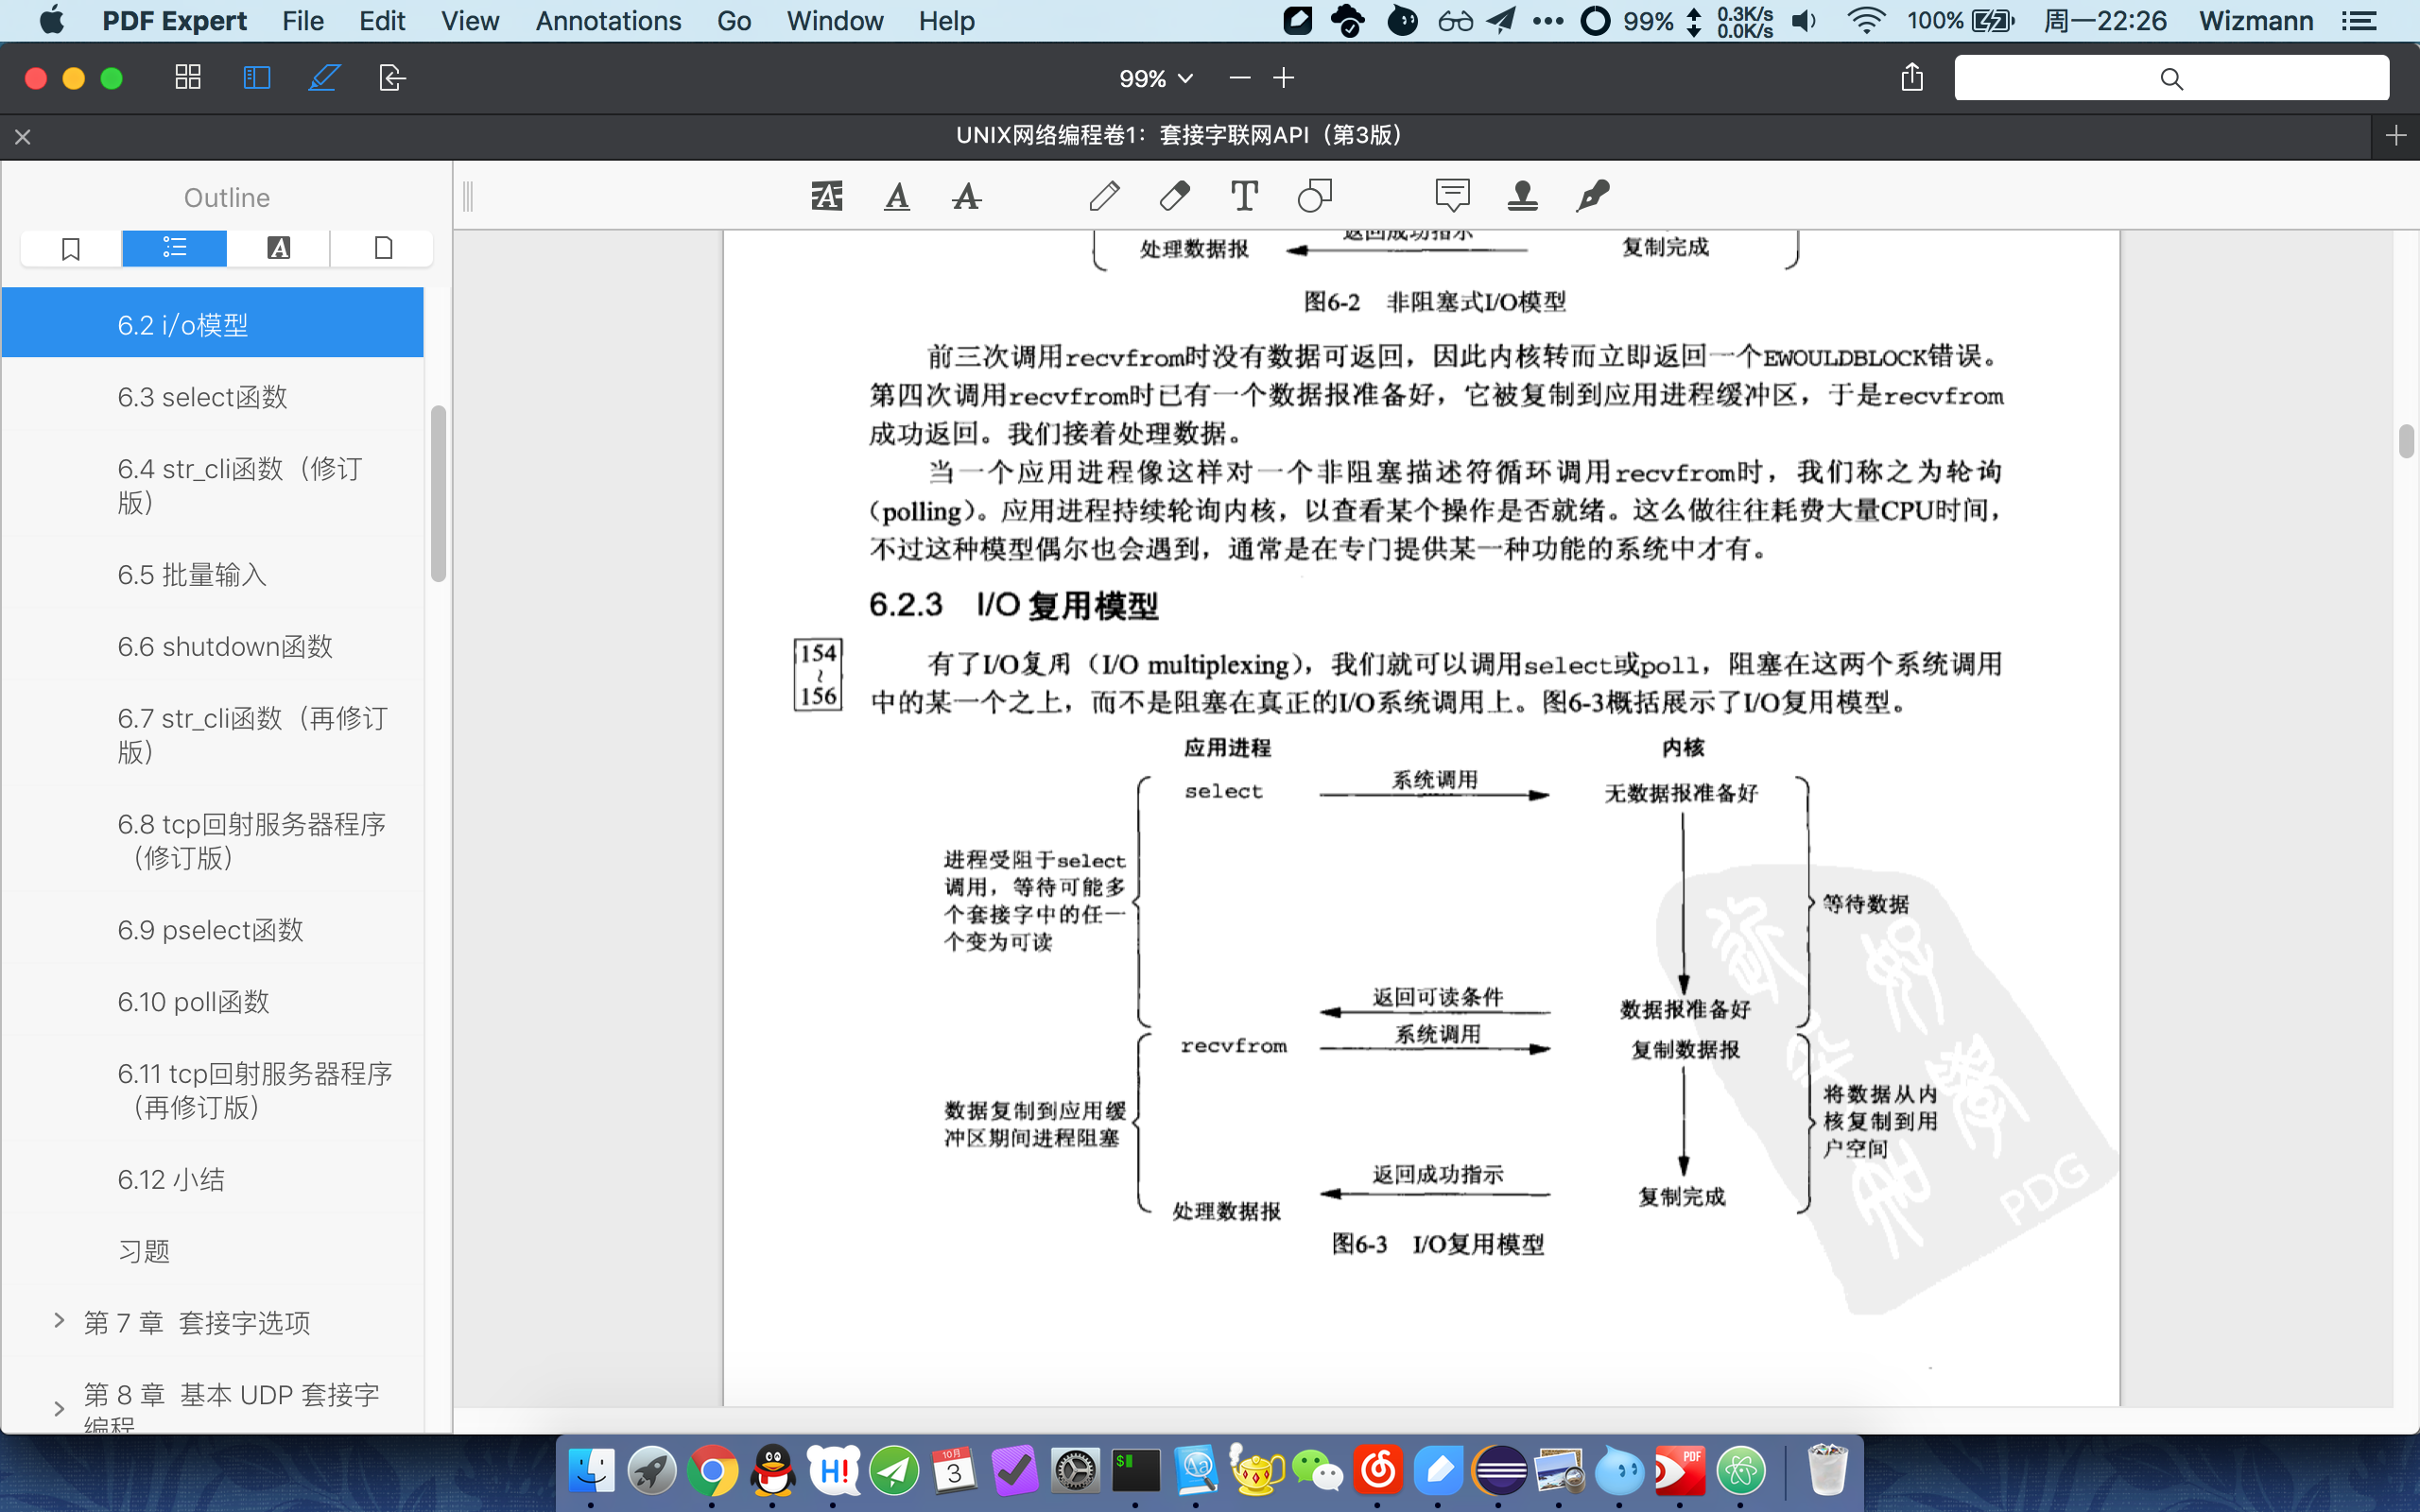 PDF Expert File Edit View Annotations Go Window Help 99% 0.3K/s 0.0K/s 100% 周一22:26 Wizmann
99%
UNIX网络编程卷1：套接字联网API（第3版）
Outline
6.2 i/o模型
6.3 select函数
6.4 str_cli函数（修订
版）
6.5 批量输入
6.6 shutdown函数
6.7 str_cli函数（再修订
版）
6.8 tcp回射服务器程序
（修订版）
6.9 pselect函数
6.10 poll函数
6.11 tcp回射服务器程序
（再修订版）
6.12 小结
习题
第 7 章 套接字选项
第 8 章 基本 UDP 套接字
编程
返回成功指示
处理数据报 复制完成
图6-2 非阻塞式I/O模型
前三次调用recvfrom时没有数据可返回，因此内核转而立即返回一个EWOULDBLOCK错误。
第四次调用recvfrom时已有一个数据报准备好，它被复制到应用进程缓冲区，于是recvfrom
成功返回。我们接着处理数据。
当一个应用进程像这样对一个非阻塞描述符循环调用recvfrom时，我们称之为轮询
（polling）。应用进程持续轮询内核，以查看某个操作是否就绪。这么做往往耗费大量CPU时间，
不过这种模型偶尔也会遇到，通常是在专门提供某一种功能的系统中才有。
6.2.3 I/O 复用模型
154
~
156
有了I/O复用（I/O multiplexing），我们就可以调用select或poll，阻塞在这两个系统调用
中的某一个之上，而不是阻塞在真正的I/O系统调用上。图6-3概括展示了I/O复用模型。
应用进程 内核
select 系统调用 无数据报准备好
进程受阻于select
调用，等待可能多
个套接字中的任一
个变为可读
等待数据
返回可读条件 数据报准备好
recvfrom 系统调用 复制数据报
数据复制到应用缓
冲区期间进程阻塞
将数据从内
核复制到用
户空间
返回成功指示 复制完成
处理数据报
图6-3 I/O复用模型
PDG
10月
3
H!
PDF